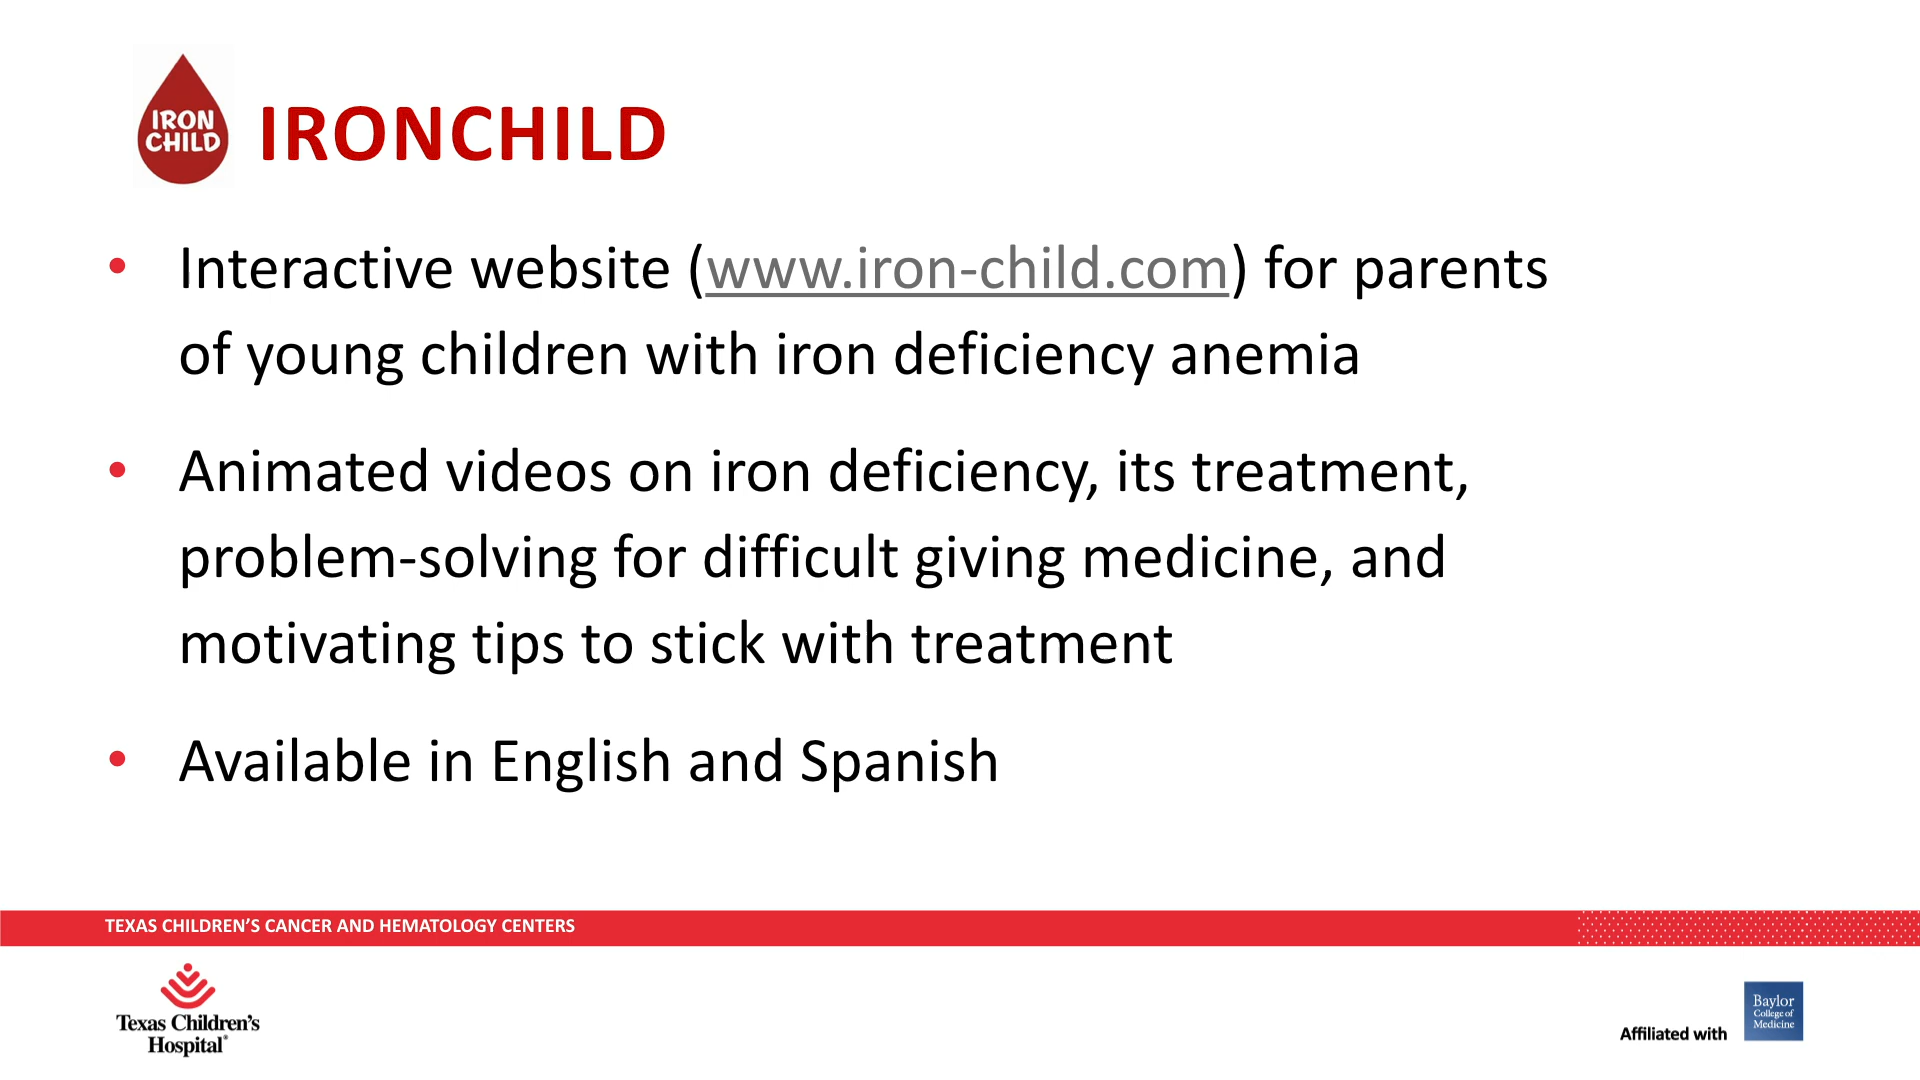 IRON
CHILD
IRONCHILD
• Interactive website (www.iron-child.com) for parents
of young children with iron deficiency anemia
• Animated videos on iron deficiency, its treatment,
problem-solving for difficult giving medicine, and
motivating tips to stick with treatment
• Available in English and Spanish
TEXAS CHILDREN’S CANCER AND HEMATOLOGY CENTERS
Texas Children's
Hospital®
Affiliated with
Baylor
College of
Medicine